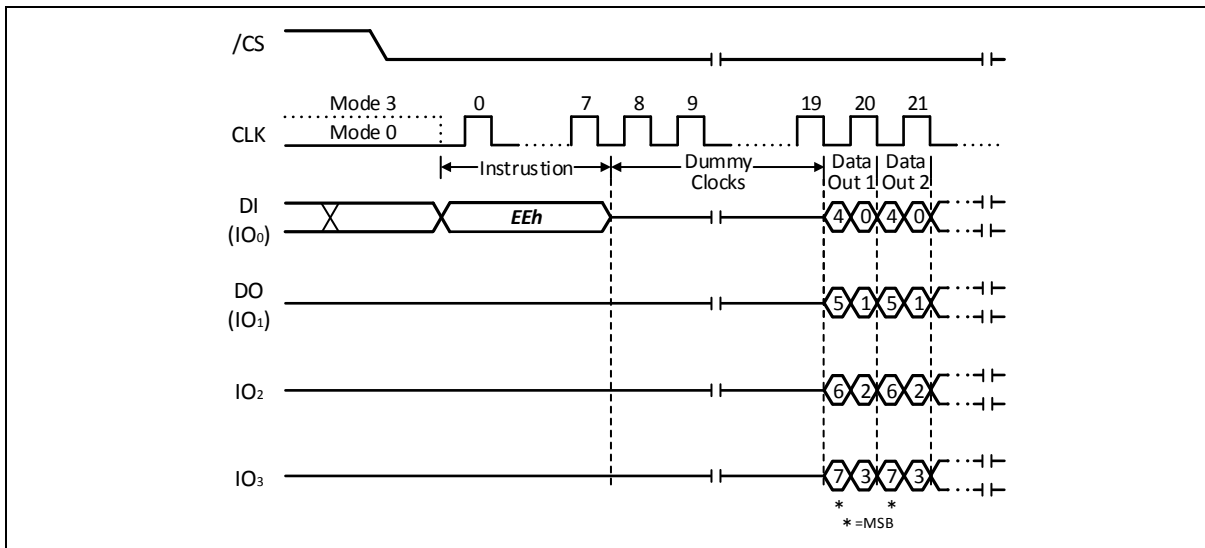 /CS
Mode 3 0 7 8 9 19 20 21
CLK Mode 0
Instrustion Dummy Clocks Data Out 1 Data Out 2
DI (IO0) EEh 4 0 4 0
DO (IO1) 5 1 5 1
IO2 6 2 6 2
IO3 7 3 7 3
* *
* =MSB